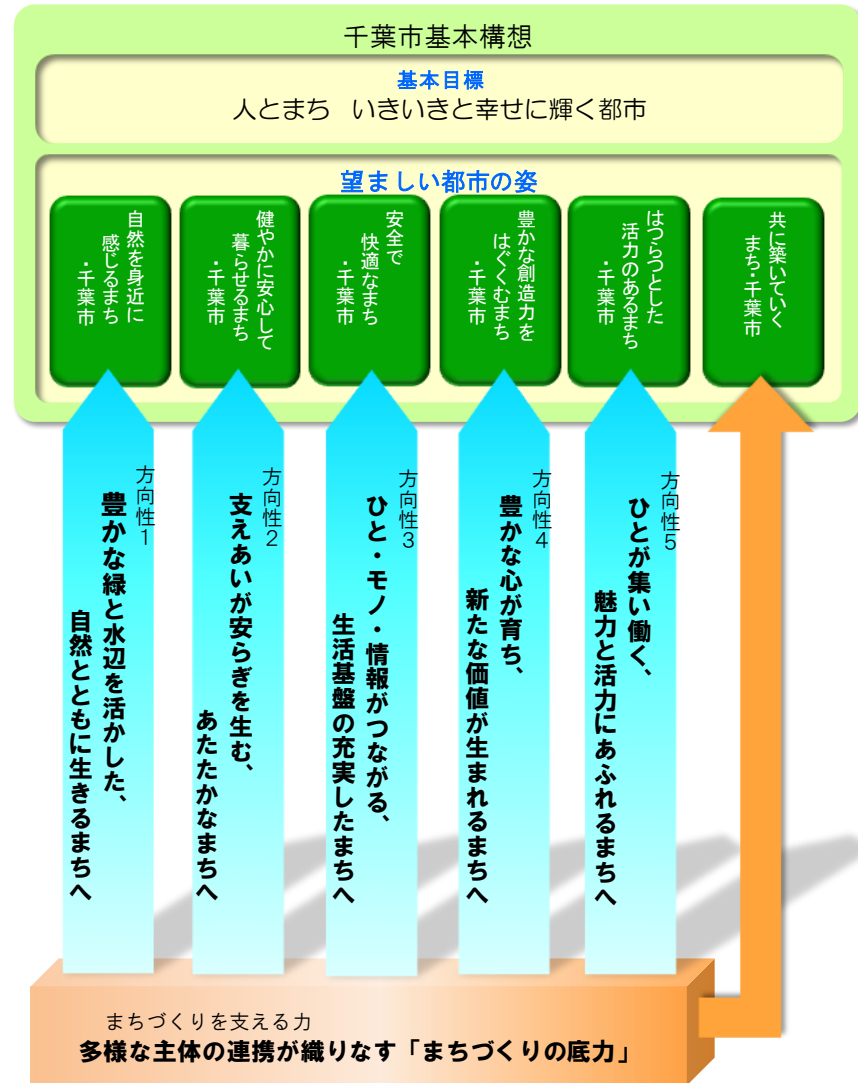 千葉市基本構想
基本目標
人とまち いきいきと幸せに輝く都市
望ましい都市の姿
自然を身近に
感じるまち
・千葉市
健やかに安心して
暮らせるまち
・千葉市
安全で
快適なまち
・千葉市
豊かな創造力を
はぐくむまち
・千葉市
はつらつとした
活力のあるまち
・千葉市
共に築いていく
まち・千葉市
方向性1
豊かな緑と水辺を活かした、
自然とともに生きるまちへ
方向性2
支えあいが安らぎを生む、
あたたかなまちへ
方向性3
ひと・モノ・情報がつながる、
生活基盤の充実したまちへ
方向性4
豊かな心が育ち、
新たな価値が生まれるまちへ
方向性5
ひとが集い働く、
魅力と活力にあふれるまちへ
まちづくりを支える力
多様な主体の連携が織りなす「まちづくりの底力」